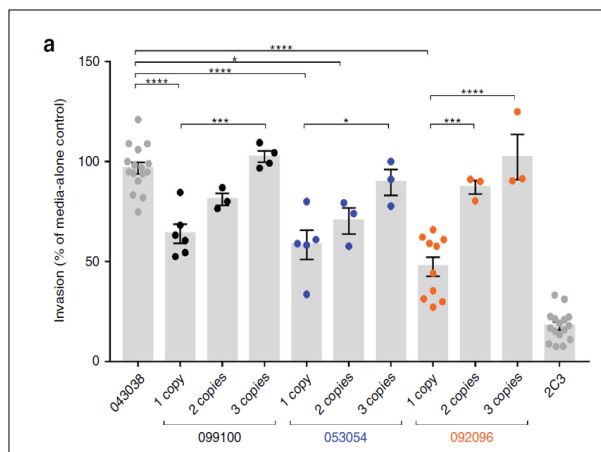 a
****
*
****
****
****
***
*
***
150
100
50
0
Invasion (% of media-alone control)
043038
1 copy
2 copies
3 copies
1 copy
2 copies
3 copies
1 copy
2 copies
3 copies
2C3
099100
053054
092096